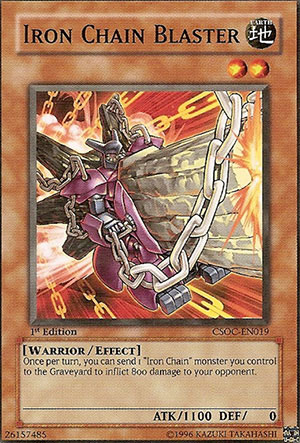 IRON CHAIN BLASTER
EARTH
地
1st Edition
CSOC-EN019
[WARRIOR / EFFECT]
Once per turn, you can send 1 "Iron Chain" monster you control
to the Graveyard to inflict 800 damage to your opponent.
ATK/1100 DEF/ 0
26157485
©1996 KAZUKI TAKAHASHI